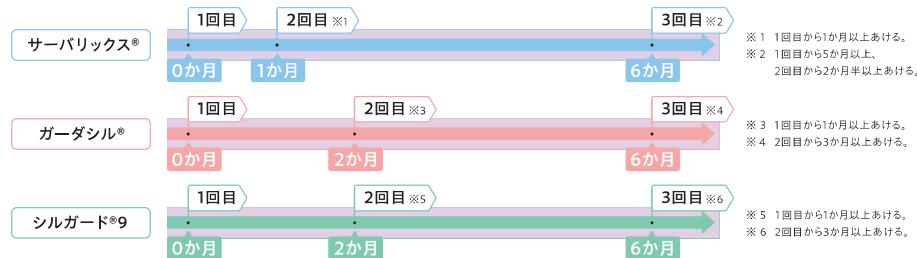 1回目 2回目 ※1 3回目 ※2
サーバリックス®
0か月 1か月 6か月
※1 1回目から1か月以上あける。
※2 1回目から5か月以上、
2回目から2か月半以上あける。
1回目 2回目 ※3 3回目 ※4
ガーダシル®
0か月 2か月 6か月
※3 1回目から1か月以上あける。
※4 2回目から3か月以上あける。
1回目 2回目 ※5 3回目 ※6
シルガード®9
0か月 2か月 6か月
※5 1回目から1か月以上あける。
※6 2回目から3か月以上あける。